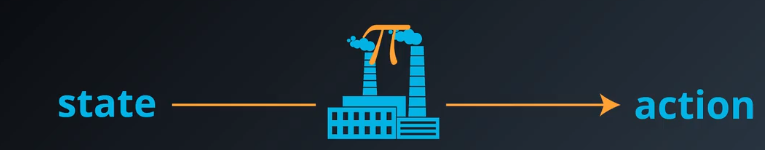 state π action